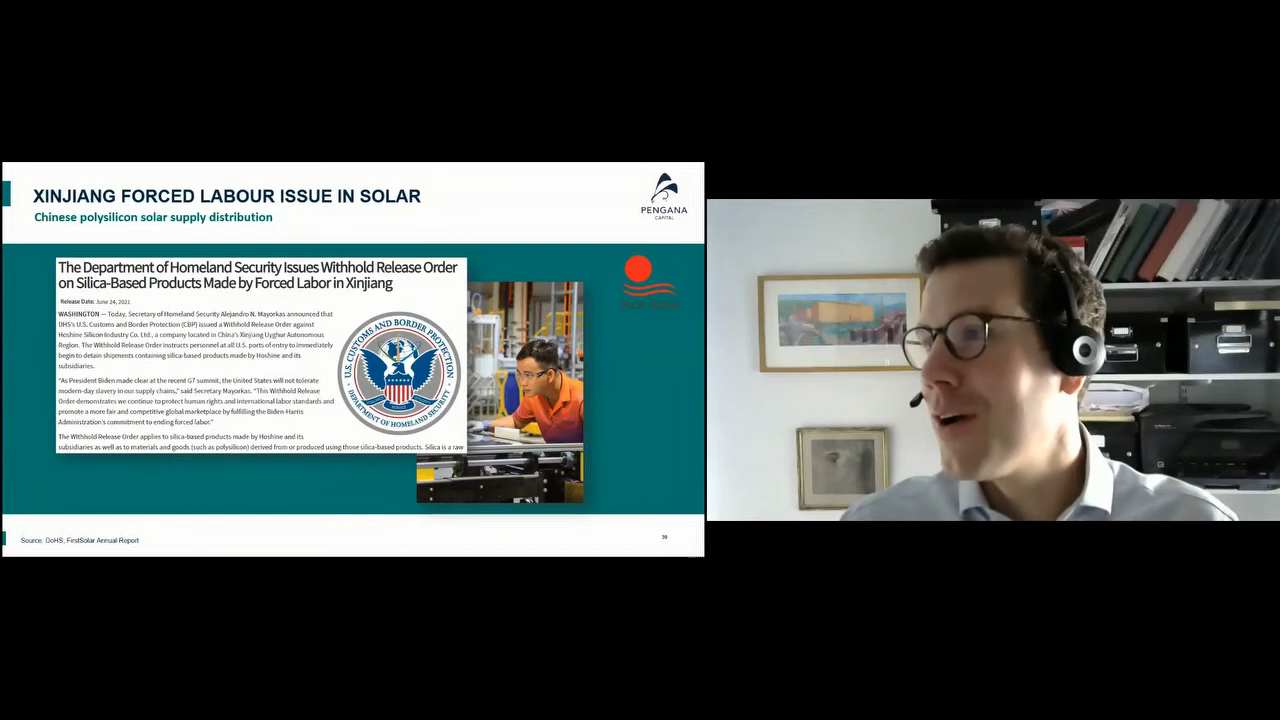 XINJIANG FORCED LABOUR ISSUE IN SOLAR
Chinese polysilicon solar supply distribution
PENGANA
CAPITAL
The Department of Homeland Security Issues Withhold Release Order
on Silica-Based Products Made by Forced Labor in Xinjiang
Release Date: June 24, 2021
WASHINGTON — Today, Secretary of Homeland Security Alejandro N. Mayorkas announced that
DHS's U.S. Customs and Border Protection (CBP) issued a Withhold Release Order against
Hoshine Silicon Industry Co. Ltd., a company located in China's Xinjiang Uyghur Autonomous
Region. The Withhold Release Order instructs personnel at all U.S. ports of entry to immediately
begin to detain shipments containing silica-based products made by Hoshine and its
subsidiaries.
"As President Biden made clear at the recent G7 summit, the United States will not tolerate
modern-day slavery in our supply chains," said Secretary Mayorkas. "This Withhold Release
Order demonstrates we continue to protect human rights and international labor standards and
promote a more fair and competitive global marketplace by fulfilling the Biden-Harris
Administration's commitment to ending forced labor."
The Withhold Release Order applies to silica-based products made by Hoshine and its
subsidiaries as well as to materials and goods (such as polysilicon) derived from or produced using those silica-based products. Silica is a raw
U.S. CUSTOMS AND BORDER PROTECTION
DEPARTMENT OF HOMELAND SECURITY
Source: DoHS, FirstSolar Annual Report
39